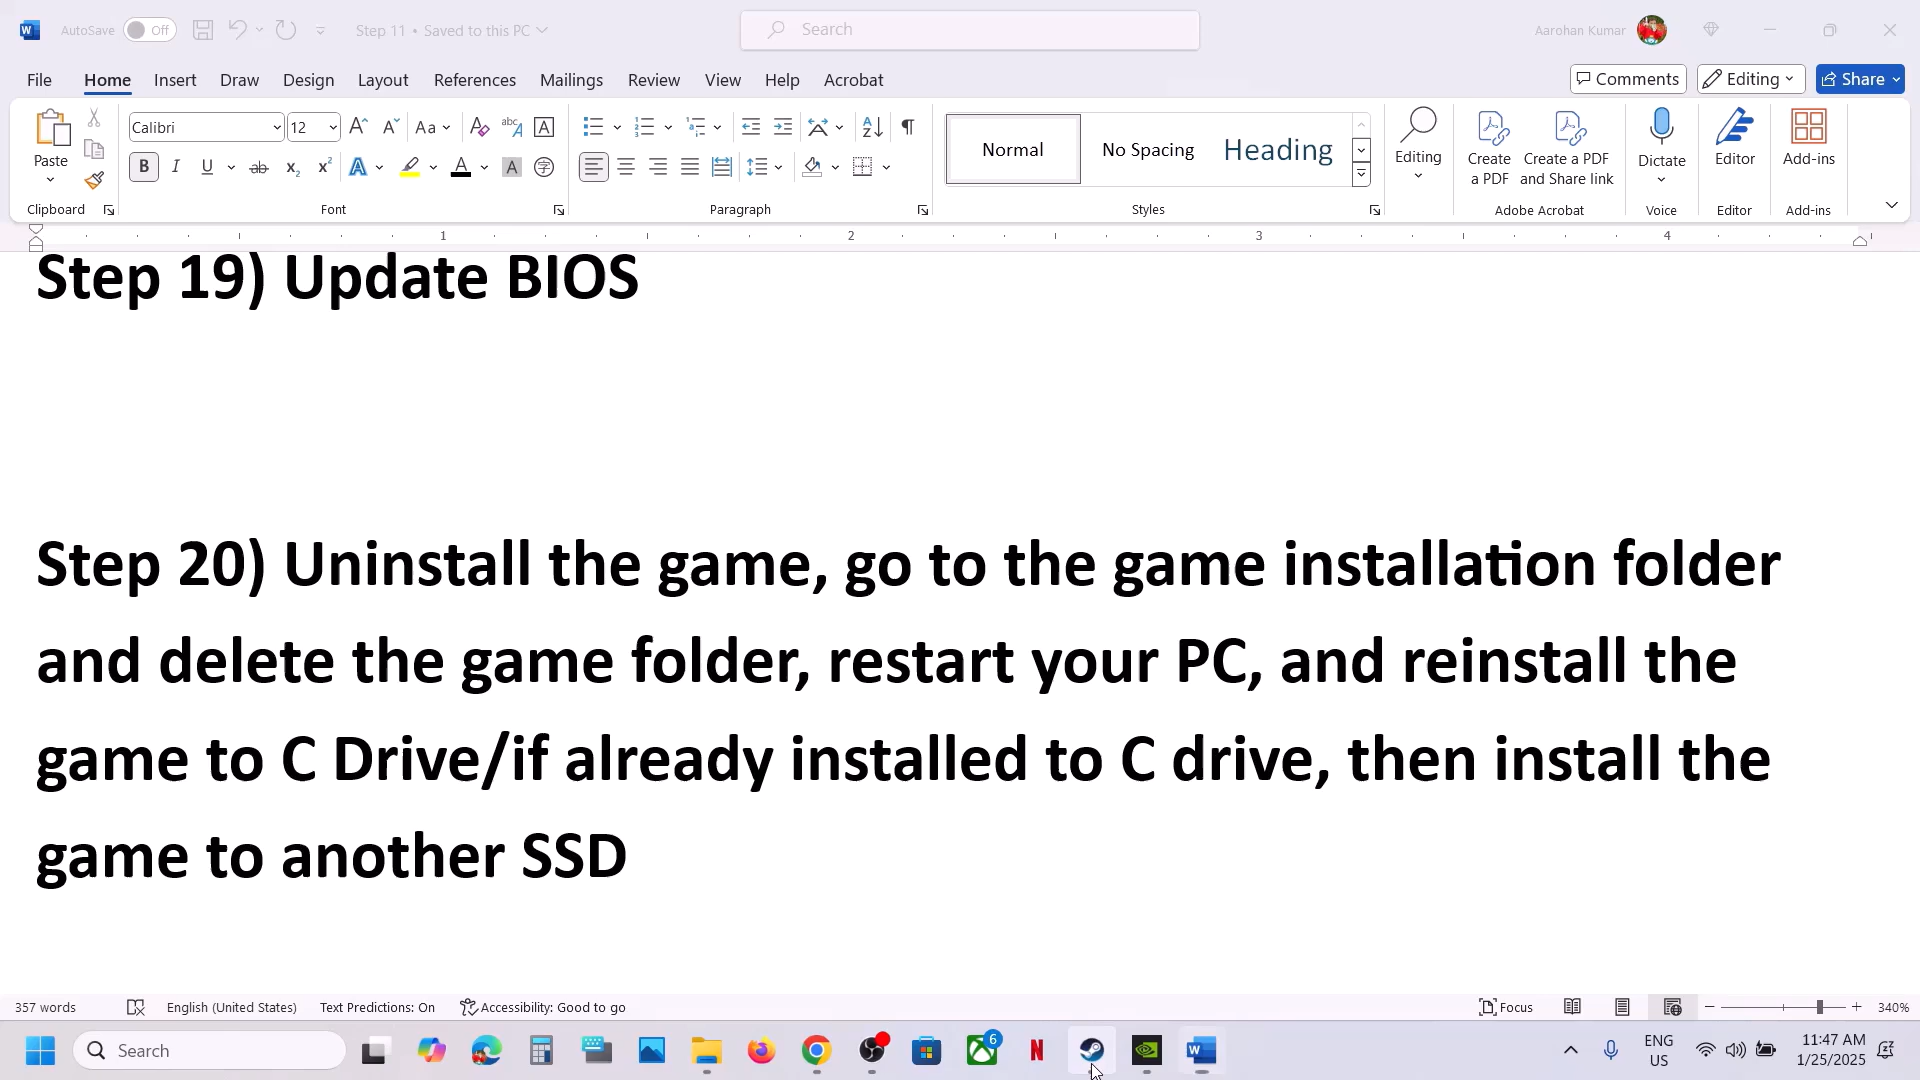 AutoSave Off Step 11 • Saved to this PC Search Aarohan Kumar
File Home Insert Draw Design Layout References Mailings Review View Help Acrobat Comments Editing Share
Paste
Calibri 12
Normal No Spacing Heading
Editing
Create a PDF
Create a PDF and Share link
Dictate
Editor
Add-ins
Clipboard Font Paragraph Styles Adobe Acrobat Voice Editor Add-ins
1 2 3 4
Step 19) Update BIOS
Step 20) Uninstall the game, go to the game installation folder
and delete the game folder, restart your PC, and reinstall the
game to C Drive/if already installed to C drive, then install the
game to another SSD
357 words English (United States) Text Predictions: On Accessibility: Good to go Focus 340%
Search 6 ENG US 11:47 AM 1/25/2025